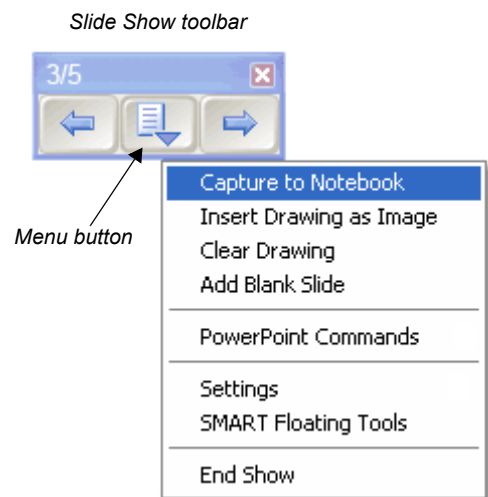 Slide Show toolbar
3/5
Menu button
Capture to Notebook
Insert Drawing as Image
Clear Drawing
Add Blank Slide
PowerPoint Commands
Settings
SMART Floating Tools
End Show